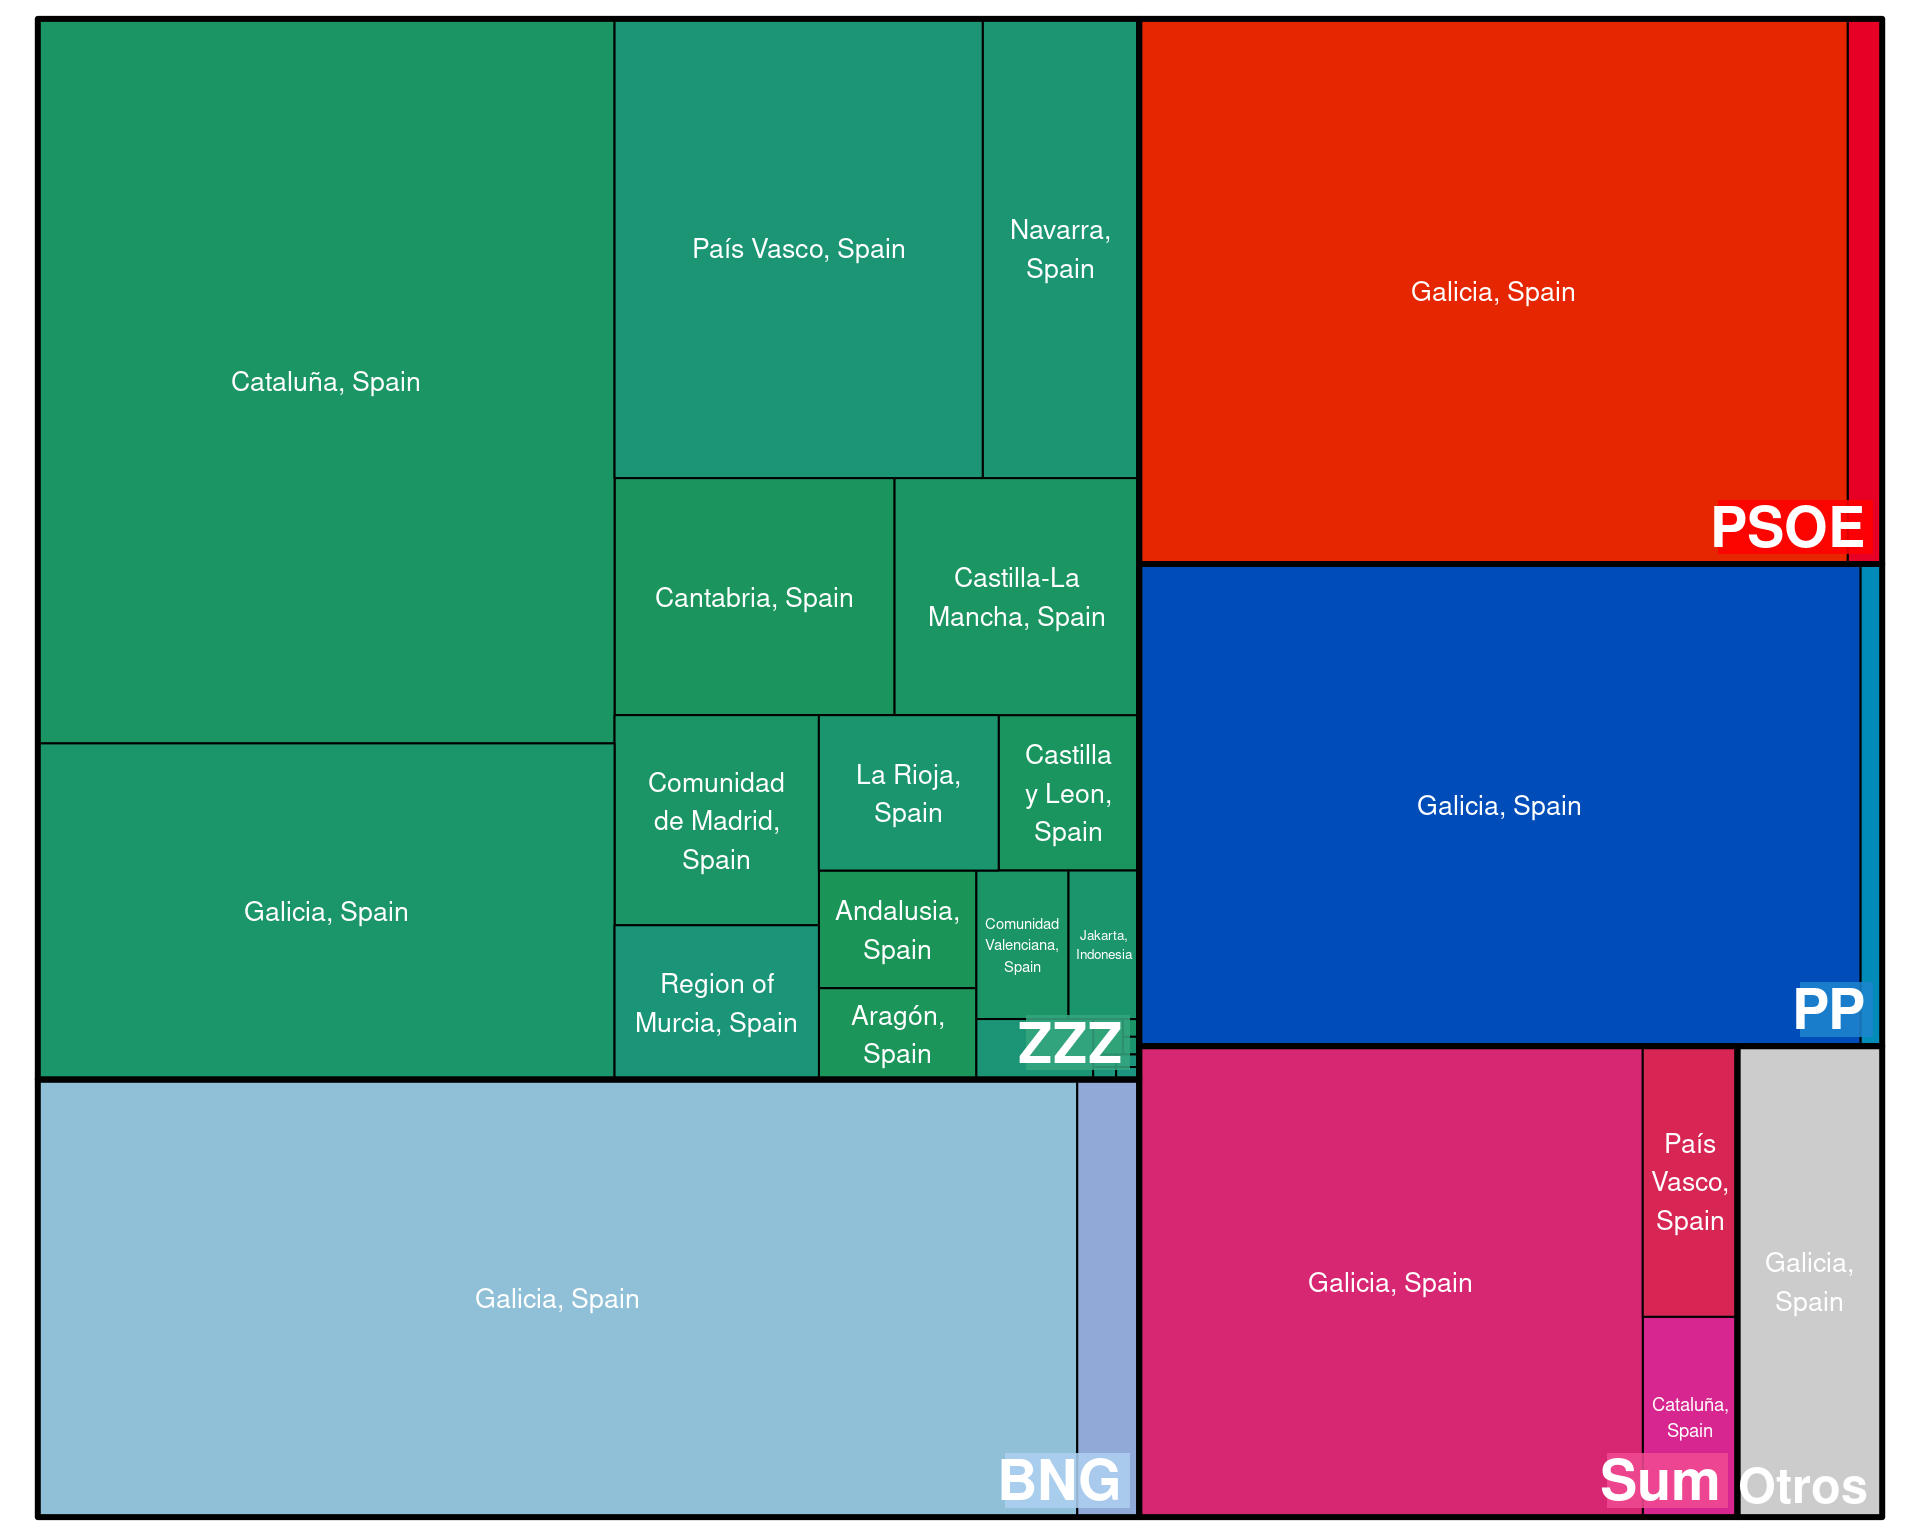 Cataluña, Spain
País Vasco, Spain
Navarra,
Spain
Cantabria, Spain
Castilla-La
Mancha, Spain
Galicia, Spain
Comunidad
de Madrid,
Spain
La Rioja,
Spain
Castilla
y Leon,
Spain
Region of
Murcia, Spain
Andalusia,
Spain
Aragón,
Spain
Comunidad
Valenciana,
Spain
Jakarta,
Indonesia
ZZZ
Galicia, Spain
BNG
Galicia, Spain
PSOE
Galicia, Spain
PP
Galicia, Spain
País
Vasco,
Spain
Cataluña,
Spain
Sum
Galicia,
Spain
Otros